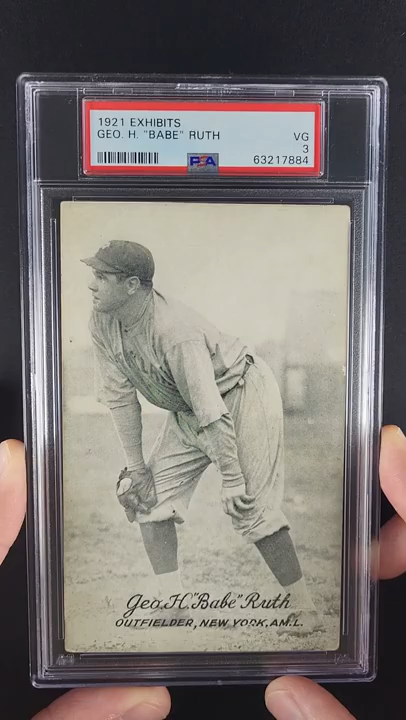 1921 EXHIBITS
GEO. H. "BABE" RUTH
VG
3
PSA
63217884
Geo. H. "Babe" Ruth
OUTFIELDER, NEW YORK, AM.L.